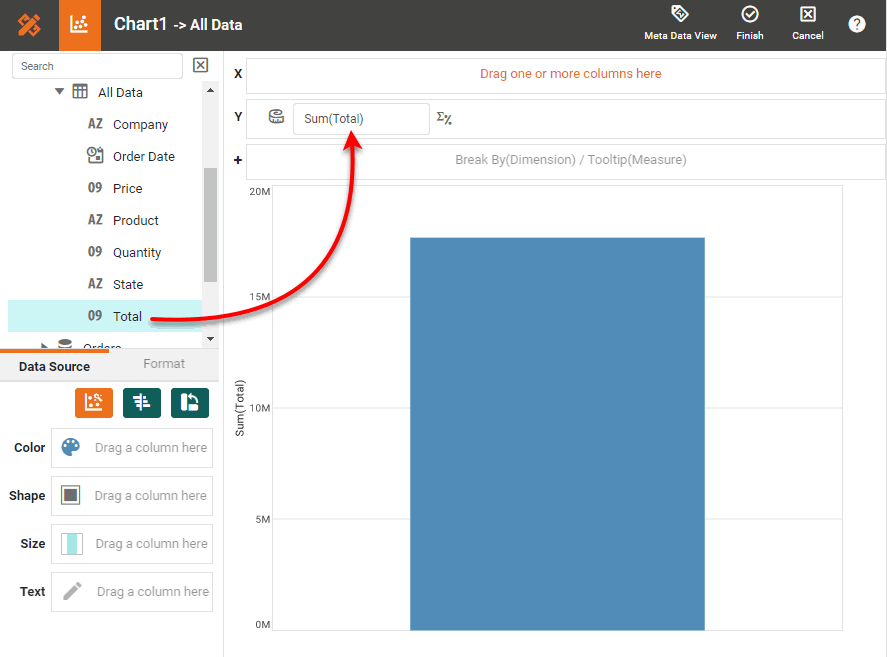 Chart1 -> All Data
Meta Data View
Finish
Cancel
?
Search
All Data
AZ Company
Order Date
09 Price
AZ Product
09 Quantity
AZ State
09 Total
Orders
Data Source
Format
Color Drag a column here
Shape Drag a column here
Size Drag a column here
Text Drag a column here
X Drag one or more columns here
Y Sum(Total) Σ%
+ Break By(Dimension) / Tooltip(Measure)
20M
15M
10M
5M
0M
Sum(Total)